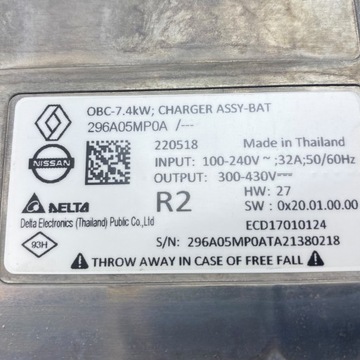 OBC-7.4kW; CHARGER ASSY-BAT
296A05MP0A /---
220518 Made in Thailand
NISSAN
INPUT: 100-240V ~ ;32A;50/60Hz
OUTPUT: 300-430V⎓
HW: 27
DELTA R2 SW : 0x20.01.00.00
Delta Electronics (Thailand) Public Co.,Ltd
ECD17010124
93H
S/N: 296A05MP0ATA21380218
THROW AWAY IN CASE OF FREE FALL